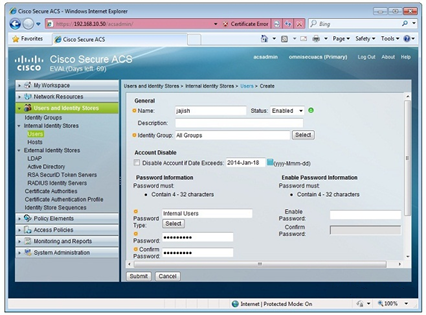 Cisco Secure ACS - Windows Internet Explorer
https://192.168.10.50/acsadmin/
Certificate Error
Bing
Favorites
Cisco Secure ACS
Page
Safety
Tools
CISCO
Cisco Secure ACS
EVAL(Days left: 69)
acsadmin
omnisecuacs (Primary)
Log Out
About
Help
My Workspace
Network Resources
Users and Identity Stores
Identity Groups
Internal Identity Stores
Users
Hosts
External Identity Stores
LDAP
Active Directory
RSA SecurID Token Servers
RADIUS Identity Servers
Certificate Authorities
Certificate Authentication Profile
Identity Store Sequences
Policy Elements
Access Policies
Monitoring and Reports
System Administration
Users and Identity Stores > Internal Identity Stores > Users > Create
General
Name: jajish Status: Enabled
Description:
Identity Group: All Groups Select
Account Disable
Disable Account if Date Exceeds: 2014-Jan-18 (yyyy-Mmm-dd)
Password Information
Password must:
• Contain 4 - 32 characters
Password Type: Internal Users
Select
Password: •••••••••
Confirm Password: •••••••••
Enable Password Information
Password must:
• Contain 4 - 32 characters
Enable Password:
Confirm Password:
Submit Cancel
Internet | Protected Mode: On
100%